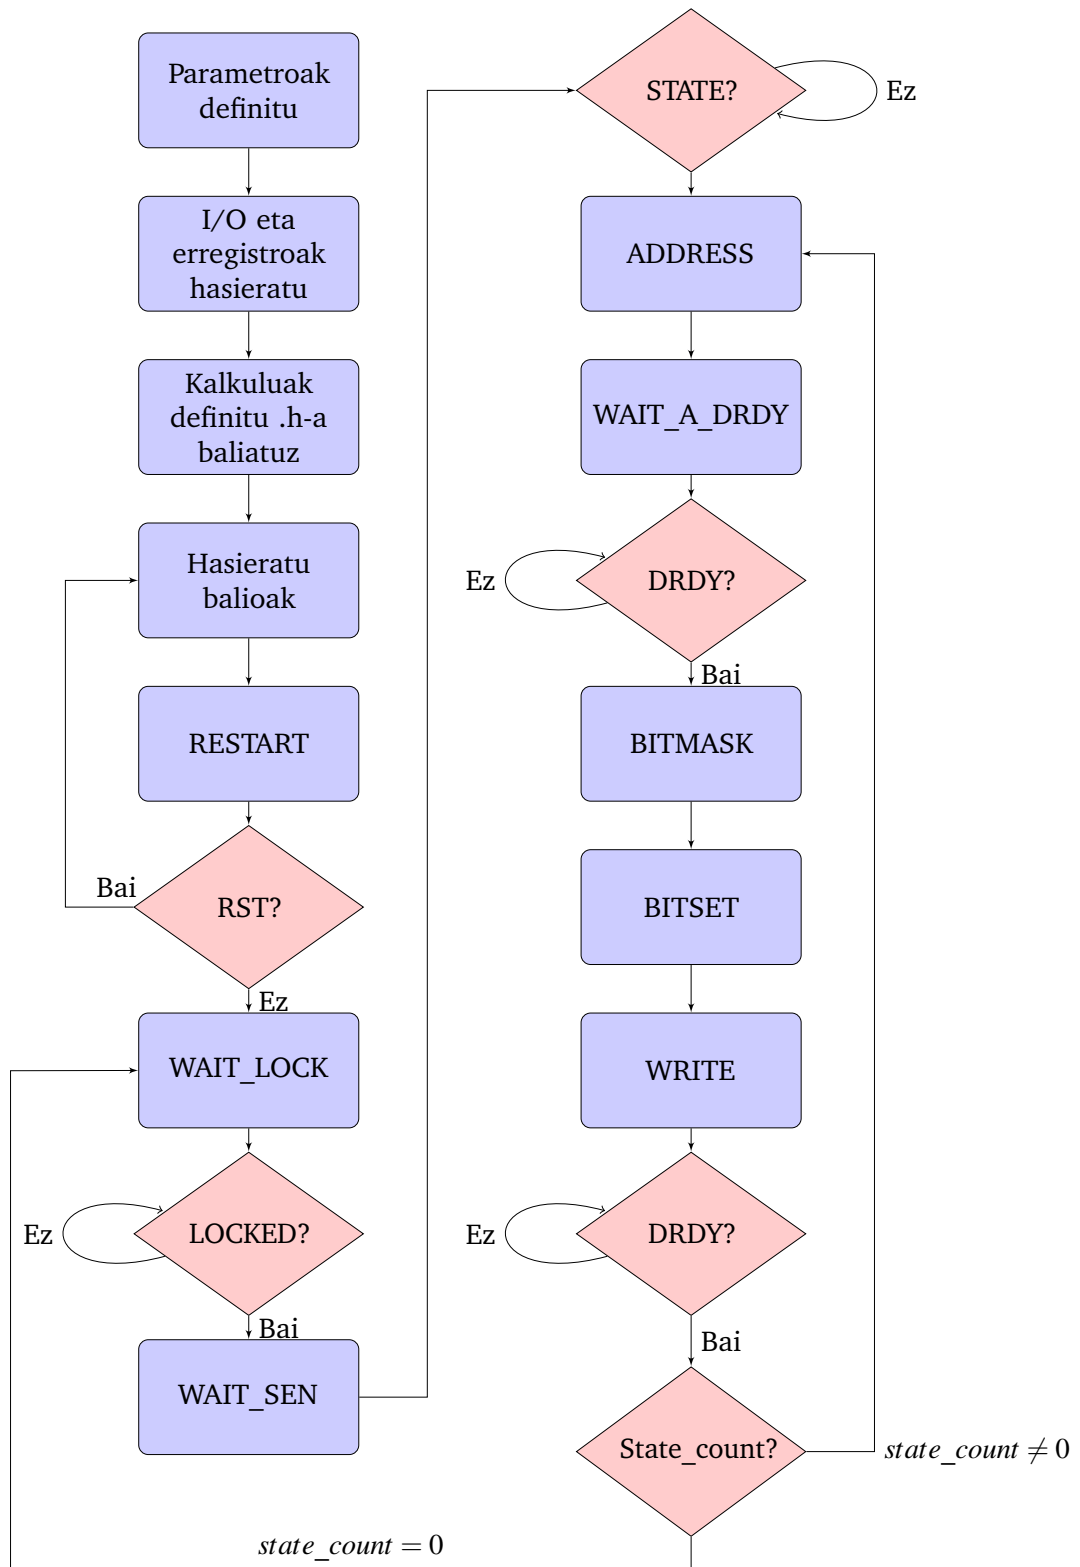 Parametroak
definitu
I/O eta
erregistroak
hasieratu
Kalkuluak
definitu .h-a
baliatuz
Hasieratu
balioak
RESTART
Bai
RST?
Ez
WAIT_LOCK
Ez
LOCKED?
Bai
WAIT_SEN
STATE?
Ez
ADDRESS
WAIT_A_DRDY
Ez
DRDY?
Bai
BITMASK
BITSET
WRITE
Ez
DRDY?
Bai
State_count?
state_count ≠ 0
state_count = 0